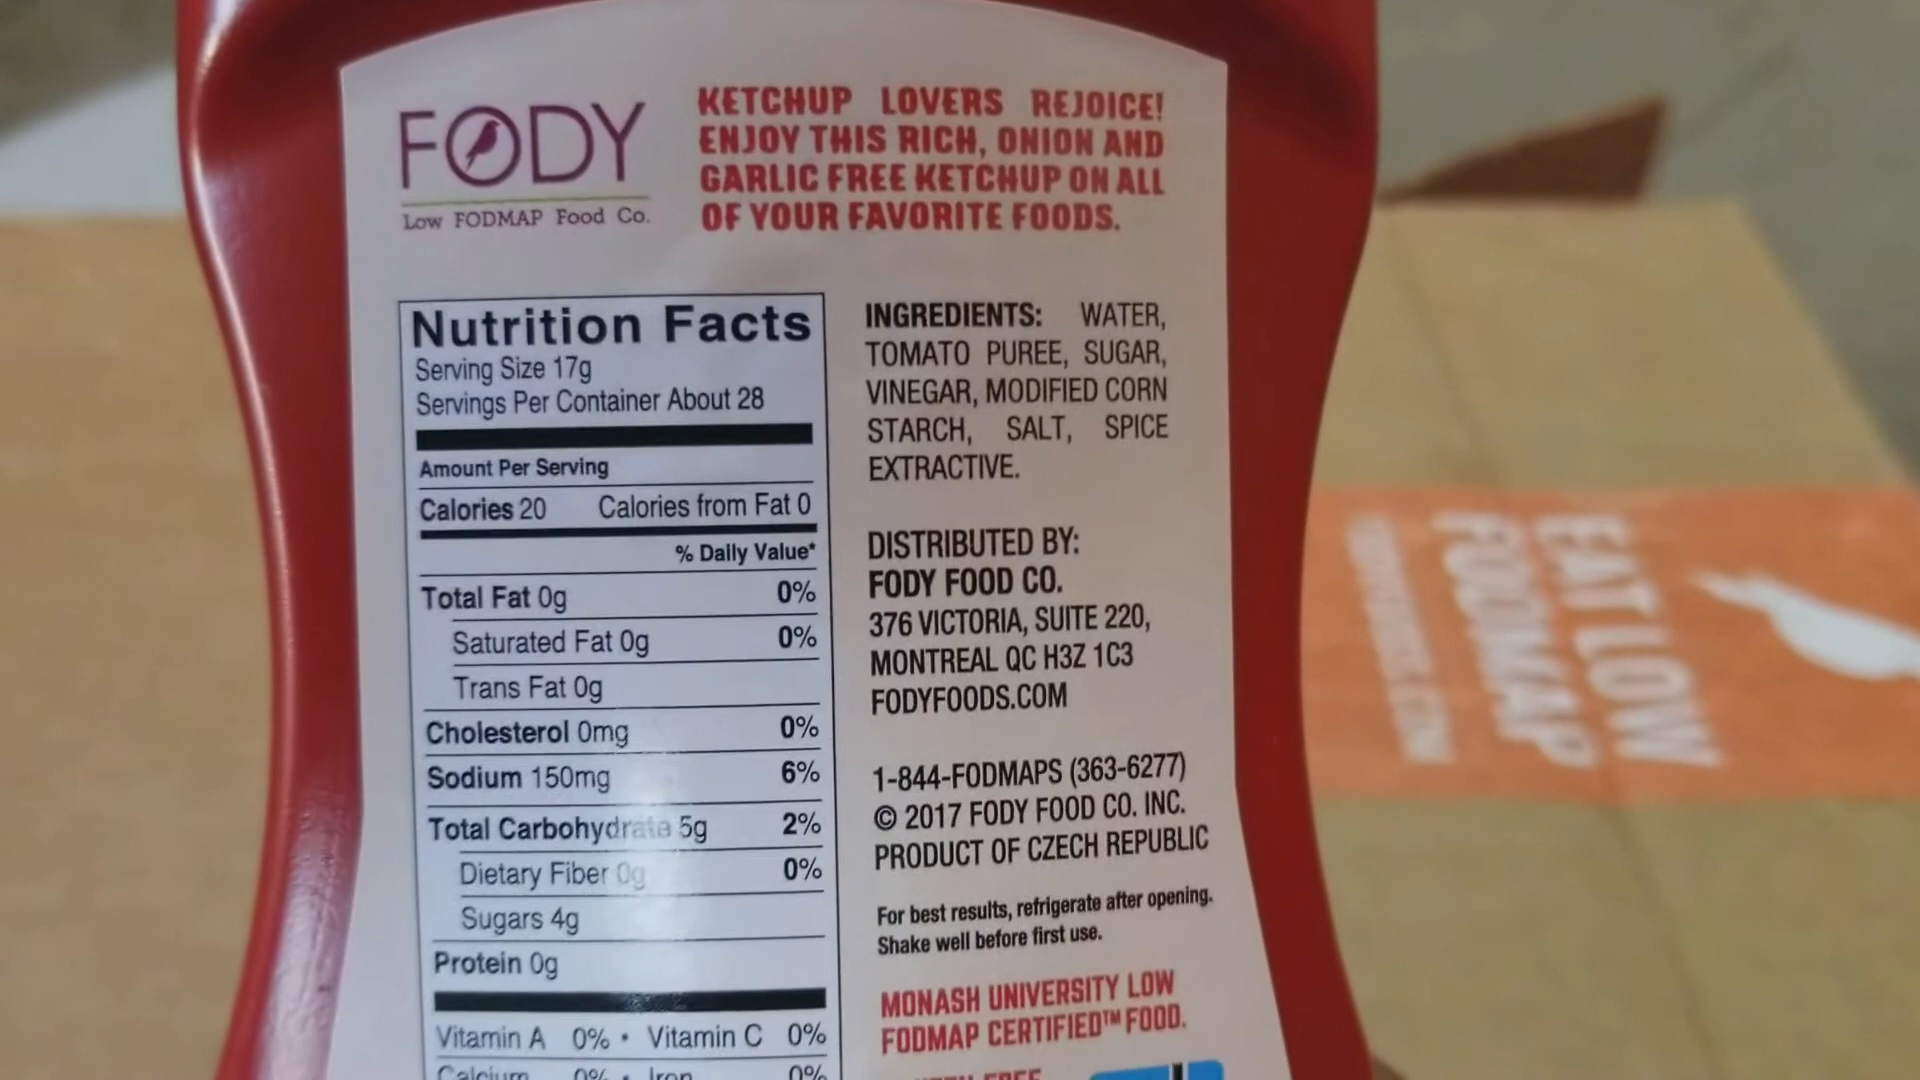 FODY
Low FODMAP Food Co.
KETCHUP LOVERS REJOICE!
ENJOY THIS RICH, ONION AND
GARLIC FREE KETCHUP ON ALL
OF YOUR FAVORITE FOODS.
Nutrition Facts
Serving Size 17g
Servings Per Container About 28
Amount Per Serving
Calories 20 Calories from Fat 0
% Daily Value*
Total Fat 0g 0%
Saturated Fat 0g 0%
Trans Fat 0g
Cholesterol 0mg 0%
Sodium 150mg 6%
Total Carbohydrate 5g 2%
Dietary Fiber 0g 0%
Sugars 4g
Protein 0g
Vitamin A 0% • Vitamin C 0%
Calcium 0% • Iron 0%
INGREDIENTS: WATER,
TOMATO PUREE, SUGAR,
VINEGAR, MODIFIED CORN
STARCH, SALT, SPICE
EXTRACTIVE.
DISTRIBUTED BY:
FODY FOOD CO.
376 VICTORIA, SUITE 220,
MONTREAL QC H3Z 1C3
FODYFOODS.COM
1-844-FODMAPS (363-6277)
© 2017 FODY FOOD CO. INC.
PRODUCT OF CZECH REPUBLIC
For best results, refrigerate after opening.
Shake well before first use.
MONASH UNIVERSITY LOW
FODMAP CERTIFIED™ FOOD.
FREE
EAT LOW
FODMAP